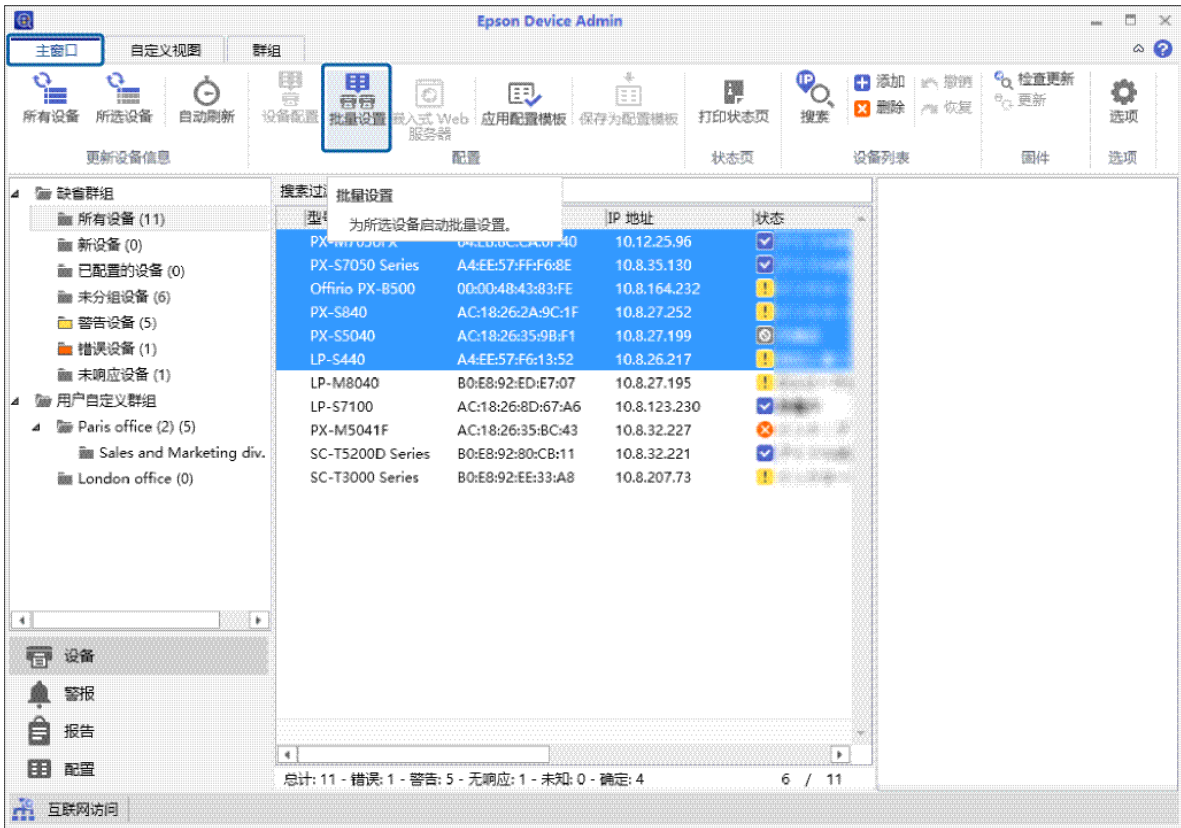 Epson Device Admin
主窗口 自定义视图 群组
所有设备 所选设备 自动刷新 设备配置 批量设置 嵌入式 Web 服务器 应用配置模板 保存为配置模板 打印状态页 搜索 添加 撤销 检查更新 选项
删除 恢复 更新
更新设备信息 配置 状态页 设备列表 固件 选项
缺省群组
所有设备 (11)
新设备 (0)
已配置的设备 (0)
未分组设备 (6)
警告设备 (5)
错误设备 (1)
未响应设备 (1)
用户自定义群组
Paris office (2) (5)
Sales and Marketing div.
London office (0)
设备
警报
报告
配置
互联网访问
批量设置
为所选设备启动批量设置。
IP 地址 状态
10.12.25.96
PX-S7050 Series A4:EE:57:FF:F6:8E 10.8.35.130
Offirio PX-B500 00:00:48:43:83:FE 10.8.164.232
PX-S840 AC:18:26:2A:9C:1F 10.8.27.252
PX-S5040 AC:18:26:35:9B:F1 10.8.27.199
LP-S440 A4:EE:57:F6:13:52 10.8.26.217
LP-M8040 B0:E8:92:ED:E7:07 10.8.27.195
LP-S7100 AC:18:26:8D:67:A6 10.8.123.230
PX-M5041F AC:18:26:35:BC:43 10.8.32.227
SC-T5200D Series B0:E8:92:80:CB:11 10.8.32.221
SC-T3000 Series B0:E8:92:EE:33:A8 10.8.207.73
总计: 11 - 错误: 1 - 警告: 5 - 无响应: 1 - 未知: 0 - 确定: 4 6 / 11